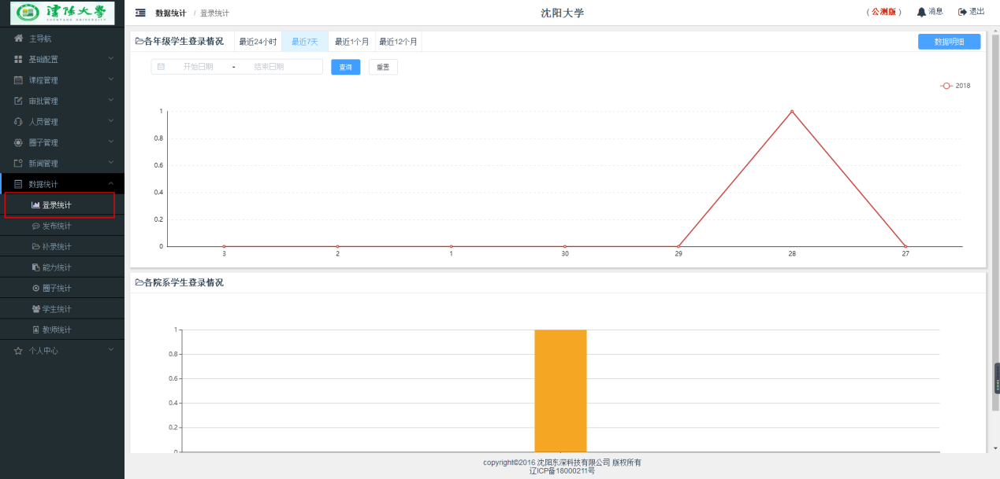 瀋陽大學
SHENYANG UNIVERSITY
主导航
基础配置
课程管理
审批管理
人员管理
圈子管理
新闻管理
数据统计
登录统计
发布统计
补录统计
能力统计
圈子统计
学生统计
教师统计
个人中心
数据统计 / 登录统计
沈阳大学
（公测版）
消息
退出
各年级学生登录情况
最近24小时
最近7天
最近1个月
最近12个月
数据明细
开始日期 - 结束日期
查询
重置
2018
1
0.8
0.6
0.4
0.2
0
3 2 1 30 29 28 27
各院系学生登录情况
1
0.8
0.6
0.4
0.2
0
copyright©2016 沈阳东深科技有限公司 版权所有
辽ICP备18000211号